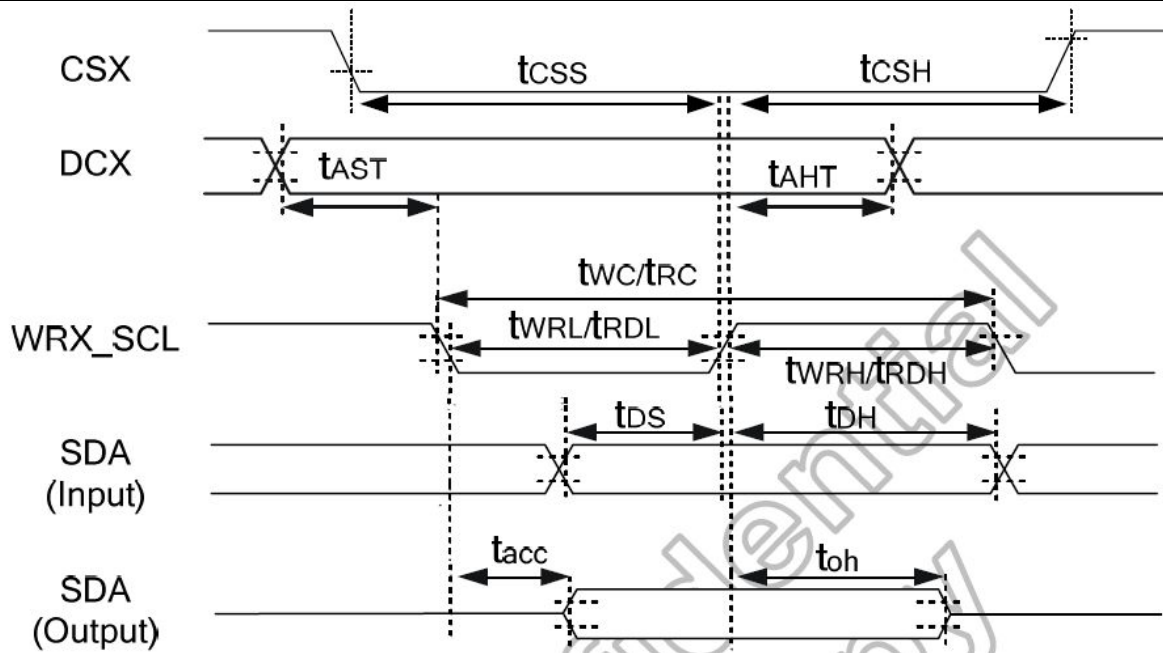 CSX
tCSS
tCSH
DCX
tAST
tAHT
tWC/tRC
WRX_SCL
tWRL/tRDL
tWRH/tRDH
SDA
(Input)
tDS
tDH
SDA
(Output)
tacc
toh